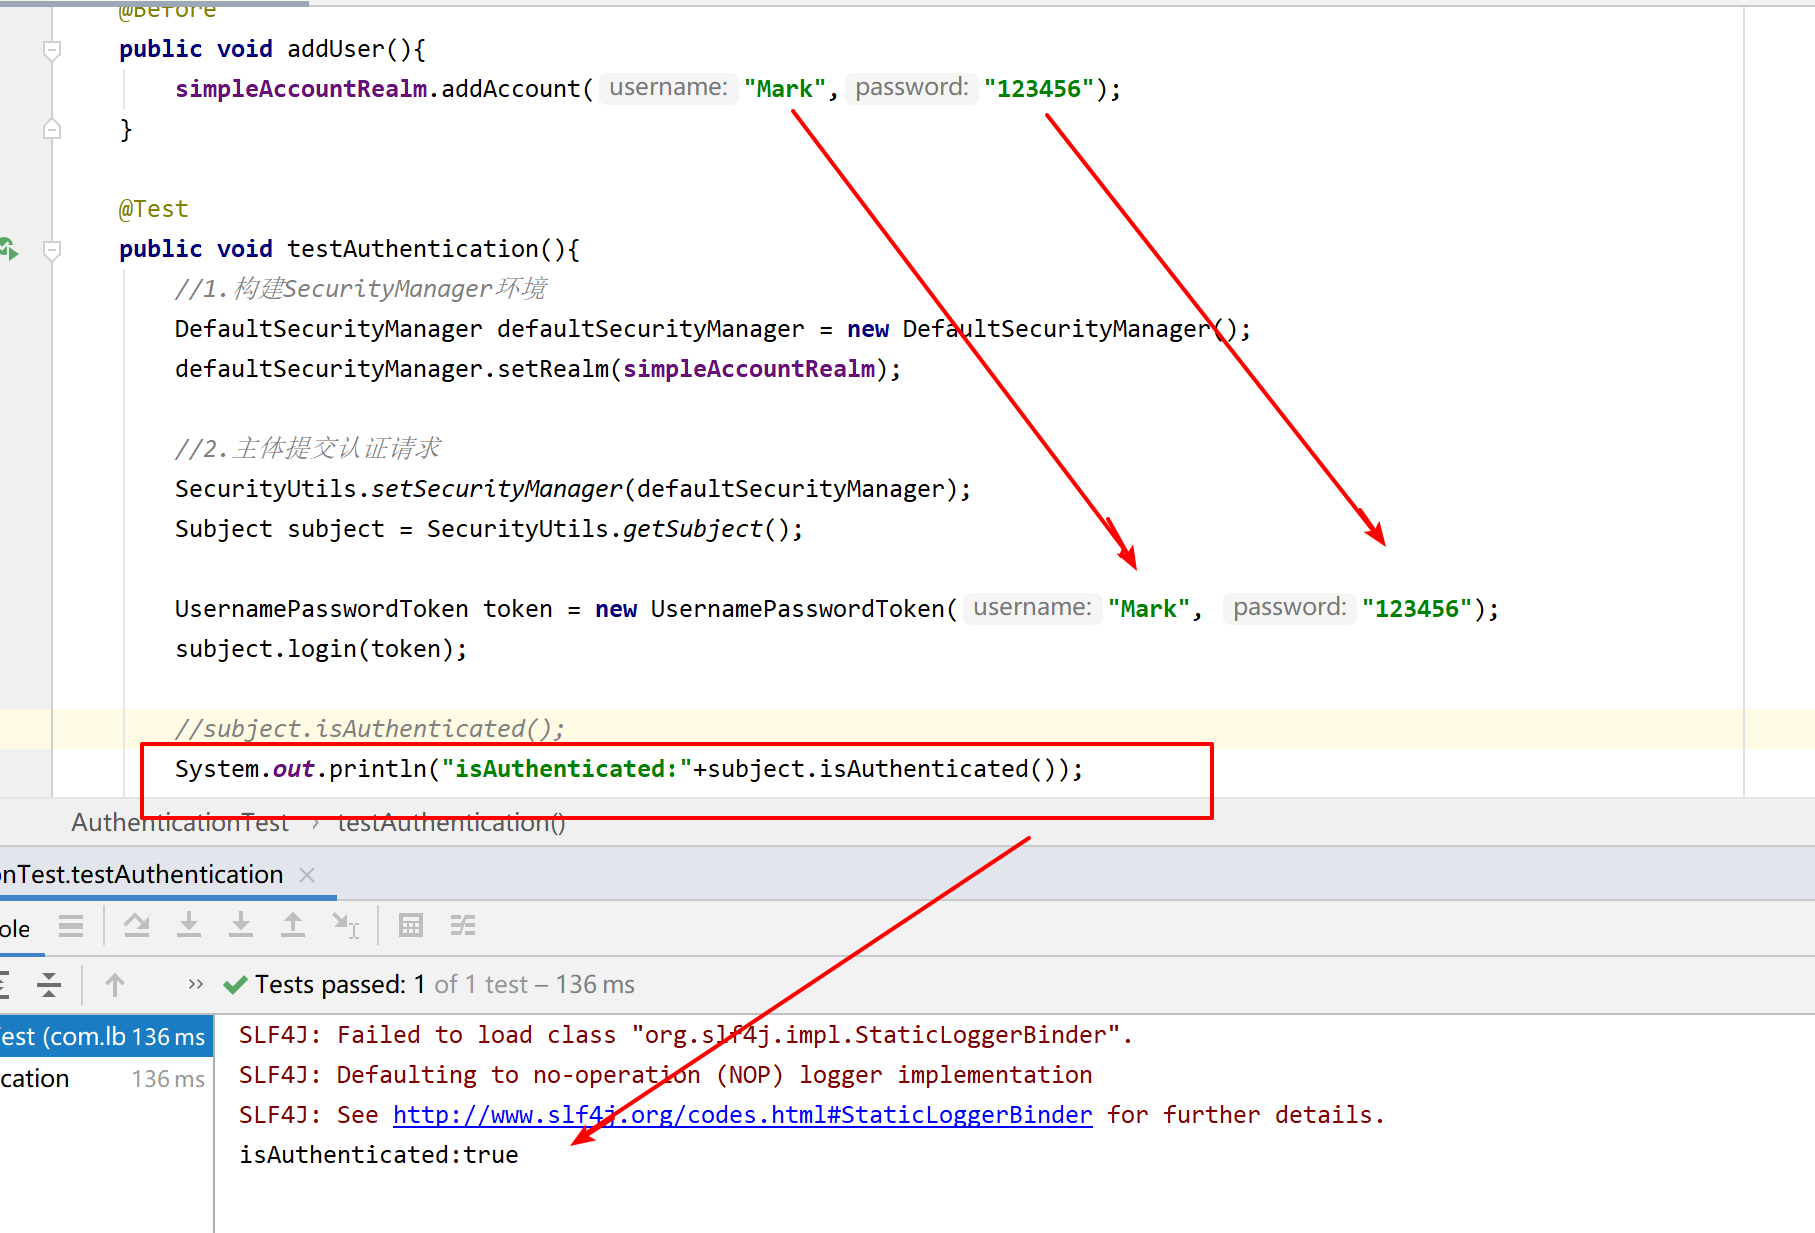 @Before
public void addUser(){
simpleAccountRealm.addAccount( username: "Mark", password: "123456");
}
@Test
public void testAuthentication(){
//1.构建SecurityManager环境
DefaultSecurityManager defaultSecurityManager = new DefaultSecurityManager();
defaultSecurityManager.setRealm(simpleAccountRealm);
//2.主体提交认证请求
SecurityUtils.setSecurityManager(defaultSecurityManager);
Subject subject = SecurityUtils.getSubject();
UsernamePasswordToken token = new UsernamePasswordToken( username: "Mark", password: "123456");
subject.login(token);
//subject.isAuthenticated();
System.out.println("isAuthenticated:"+subject.isAuthenticated());
AuthenticationTest › testAuthentication()
onTest.testAuthentication ×
ole
» Tests passed: 1 of 1 test – 136 ms
est (com.lb 136 ms
cation 136 ms
SLF4J: Failed to load class "org.slf4j.impl.StaticLoggerBinder".
SLF4J: Defaulting to no-operation (NOP) logger implementation
SLF4J: See http://www.slf4j.org/codes.html#StaticLoggerBinder for further details.
isAuthenticated:true